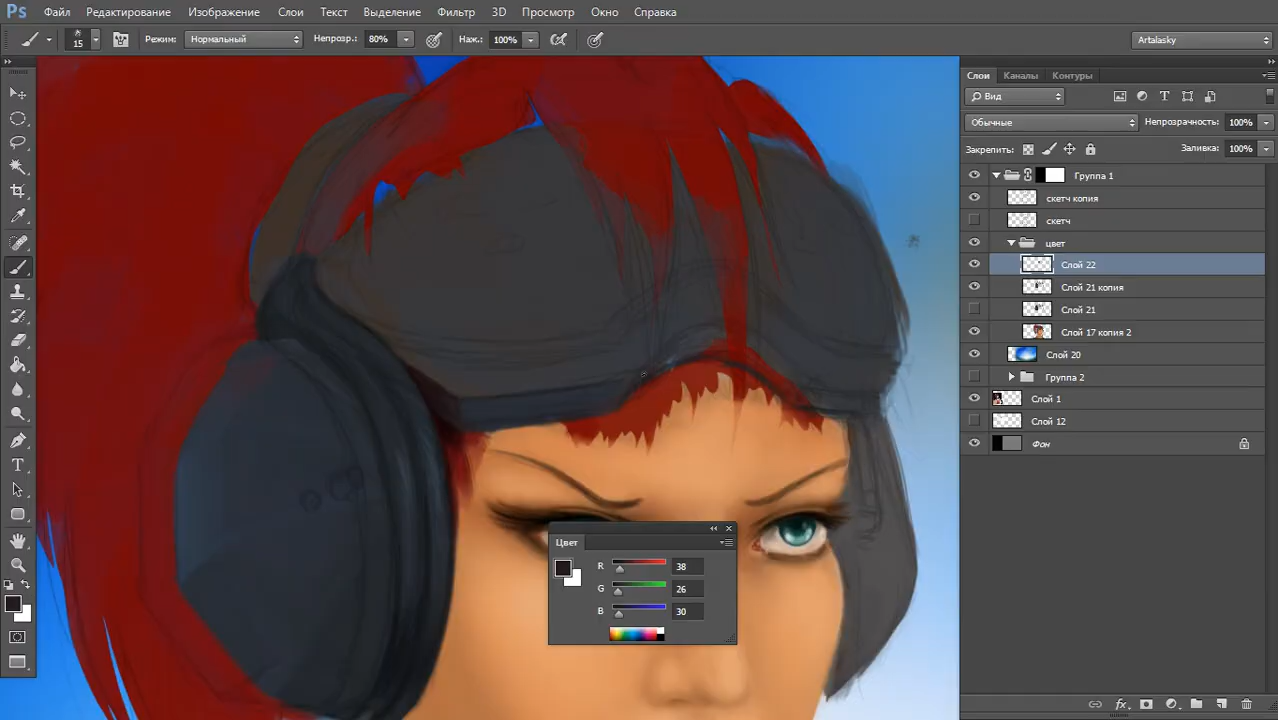 Ps Файл Редактирование Изображение Слои Текст Выделение Фильтр 3D Просмотр Окно Справка
15 Режим: Нормальный Непрозр.: 80% Наж.: 100% Artalasky
Слои Каналы Контуры
Вид
Обычные Непрозрачность: 100%
Закрепить: Заливка: 100%
Группа 1
скетч копия
скетч
цвет
Слой 22
Слой 21 копия
Слой 21
Слой 17 копия 2
Слой 20
Группа 2
Слой 1
Слой 12
Фон
Цвет
R 38
G 26
B 30